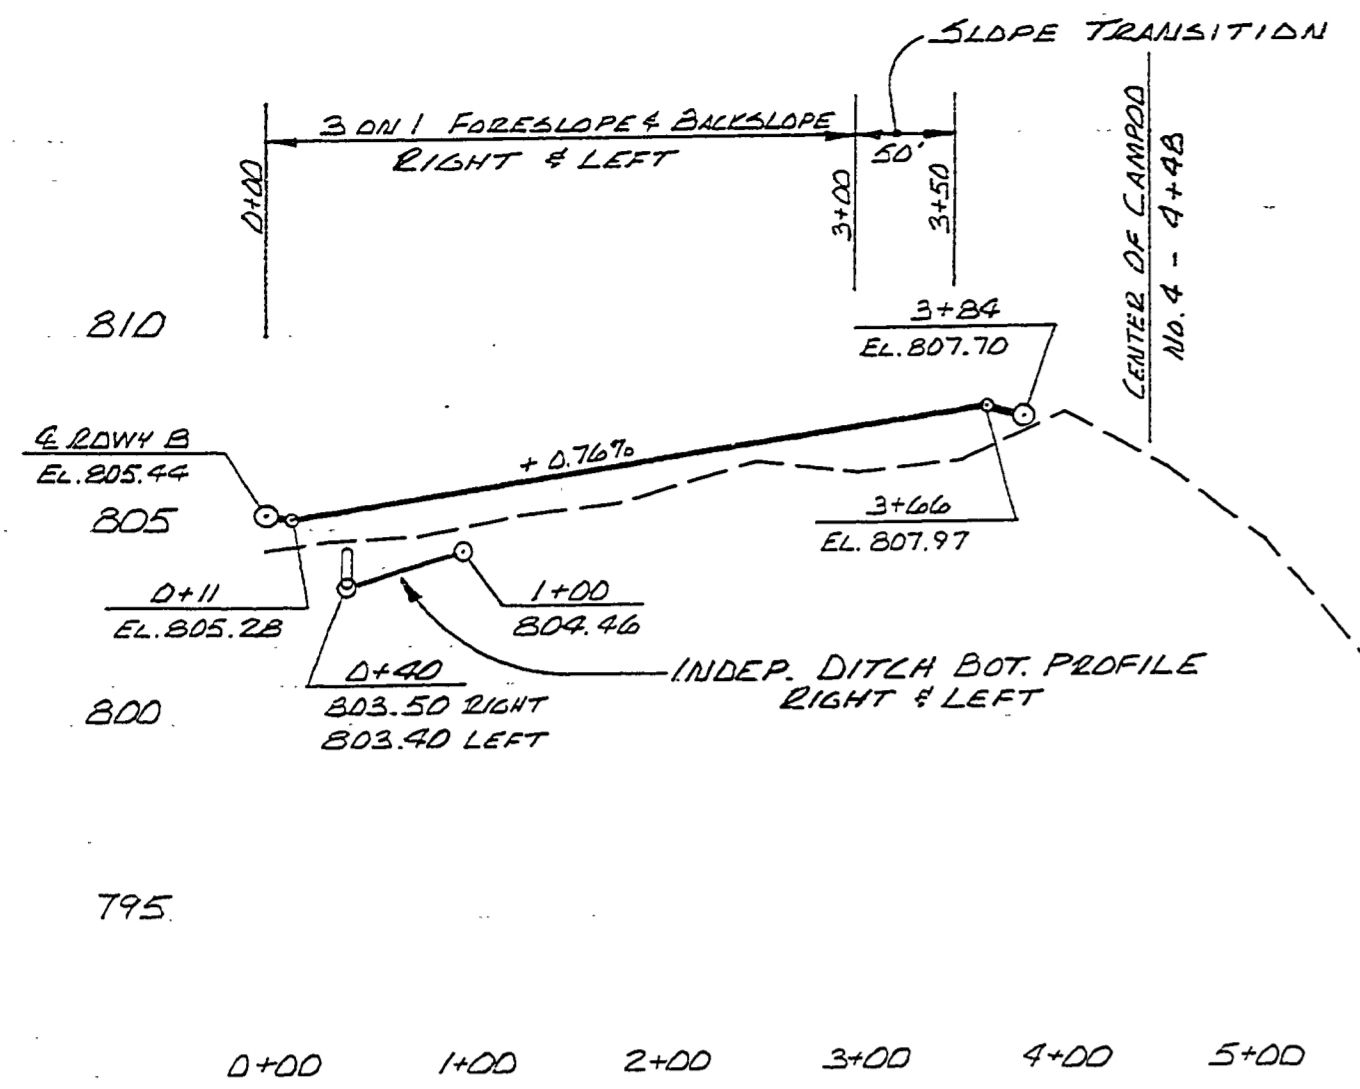 SLOPE TRANSITION
3 ON 1 FORESLOPE & BACKSLOPE
RIGHT & LEFT
50'
0+00
3+00
3+50
CENTER OF CAMPOD
NO. 4 - 4+48
810
3+84
EL. 807.70
℄ RDWY B
EL. 805.44
+ 0.76%
805
3+66
EL. 807.97
0+11
EL. 805.28
1+00
804.46
0+40
803.50 RIGHT
803.40 LEFT
INDEP. DITCH BOT. PROFILE
RIGHT & LEFT
800
795
0+00 1+00 2+00 3+00 4+00 5+00